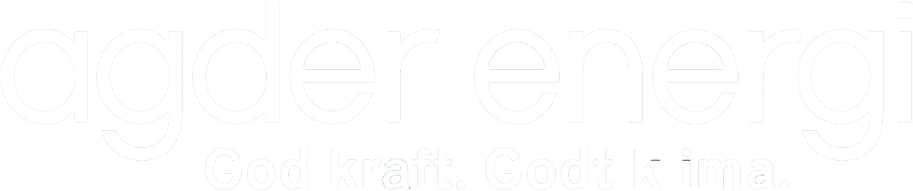 agder energi
God kraft. Godt klima.